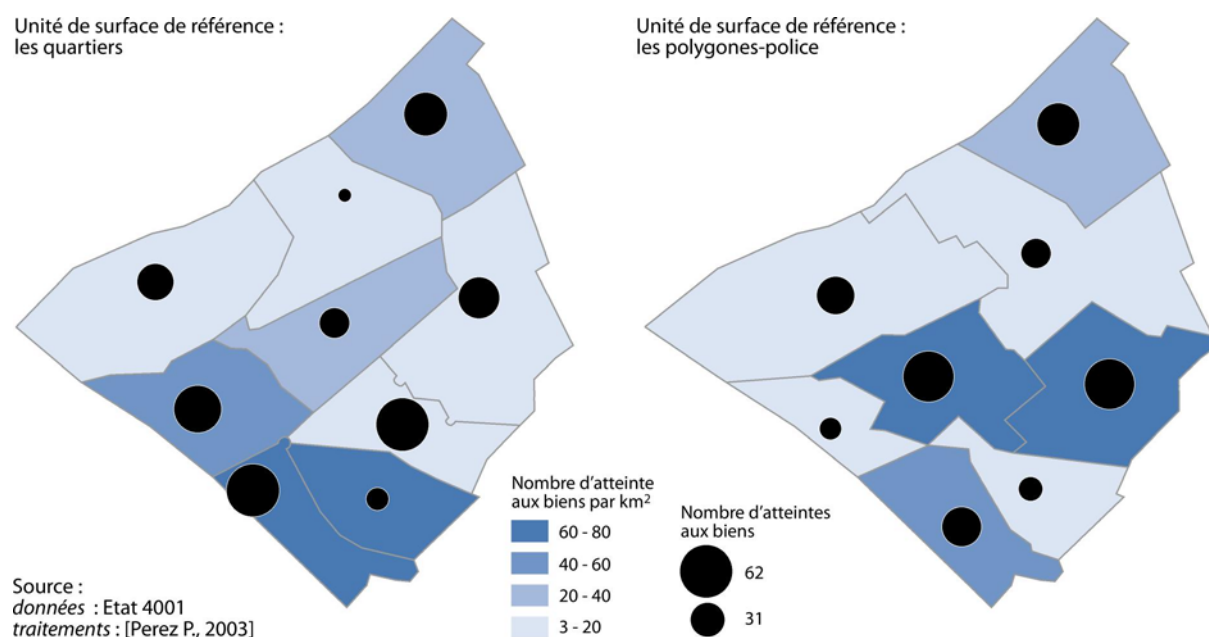 Unité de surface de référence :
les quartiers
Unité de surface de référence :
les polygones-police
Nombre d'atteinte
aux biens par km²
60 - 80
40 - 60
20 - 40
3 - 20
Nombre d'atteintes
aux biens
62
31
Source :
données : Etat 4001
traitements : [Perez P., 2003]